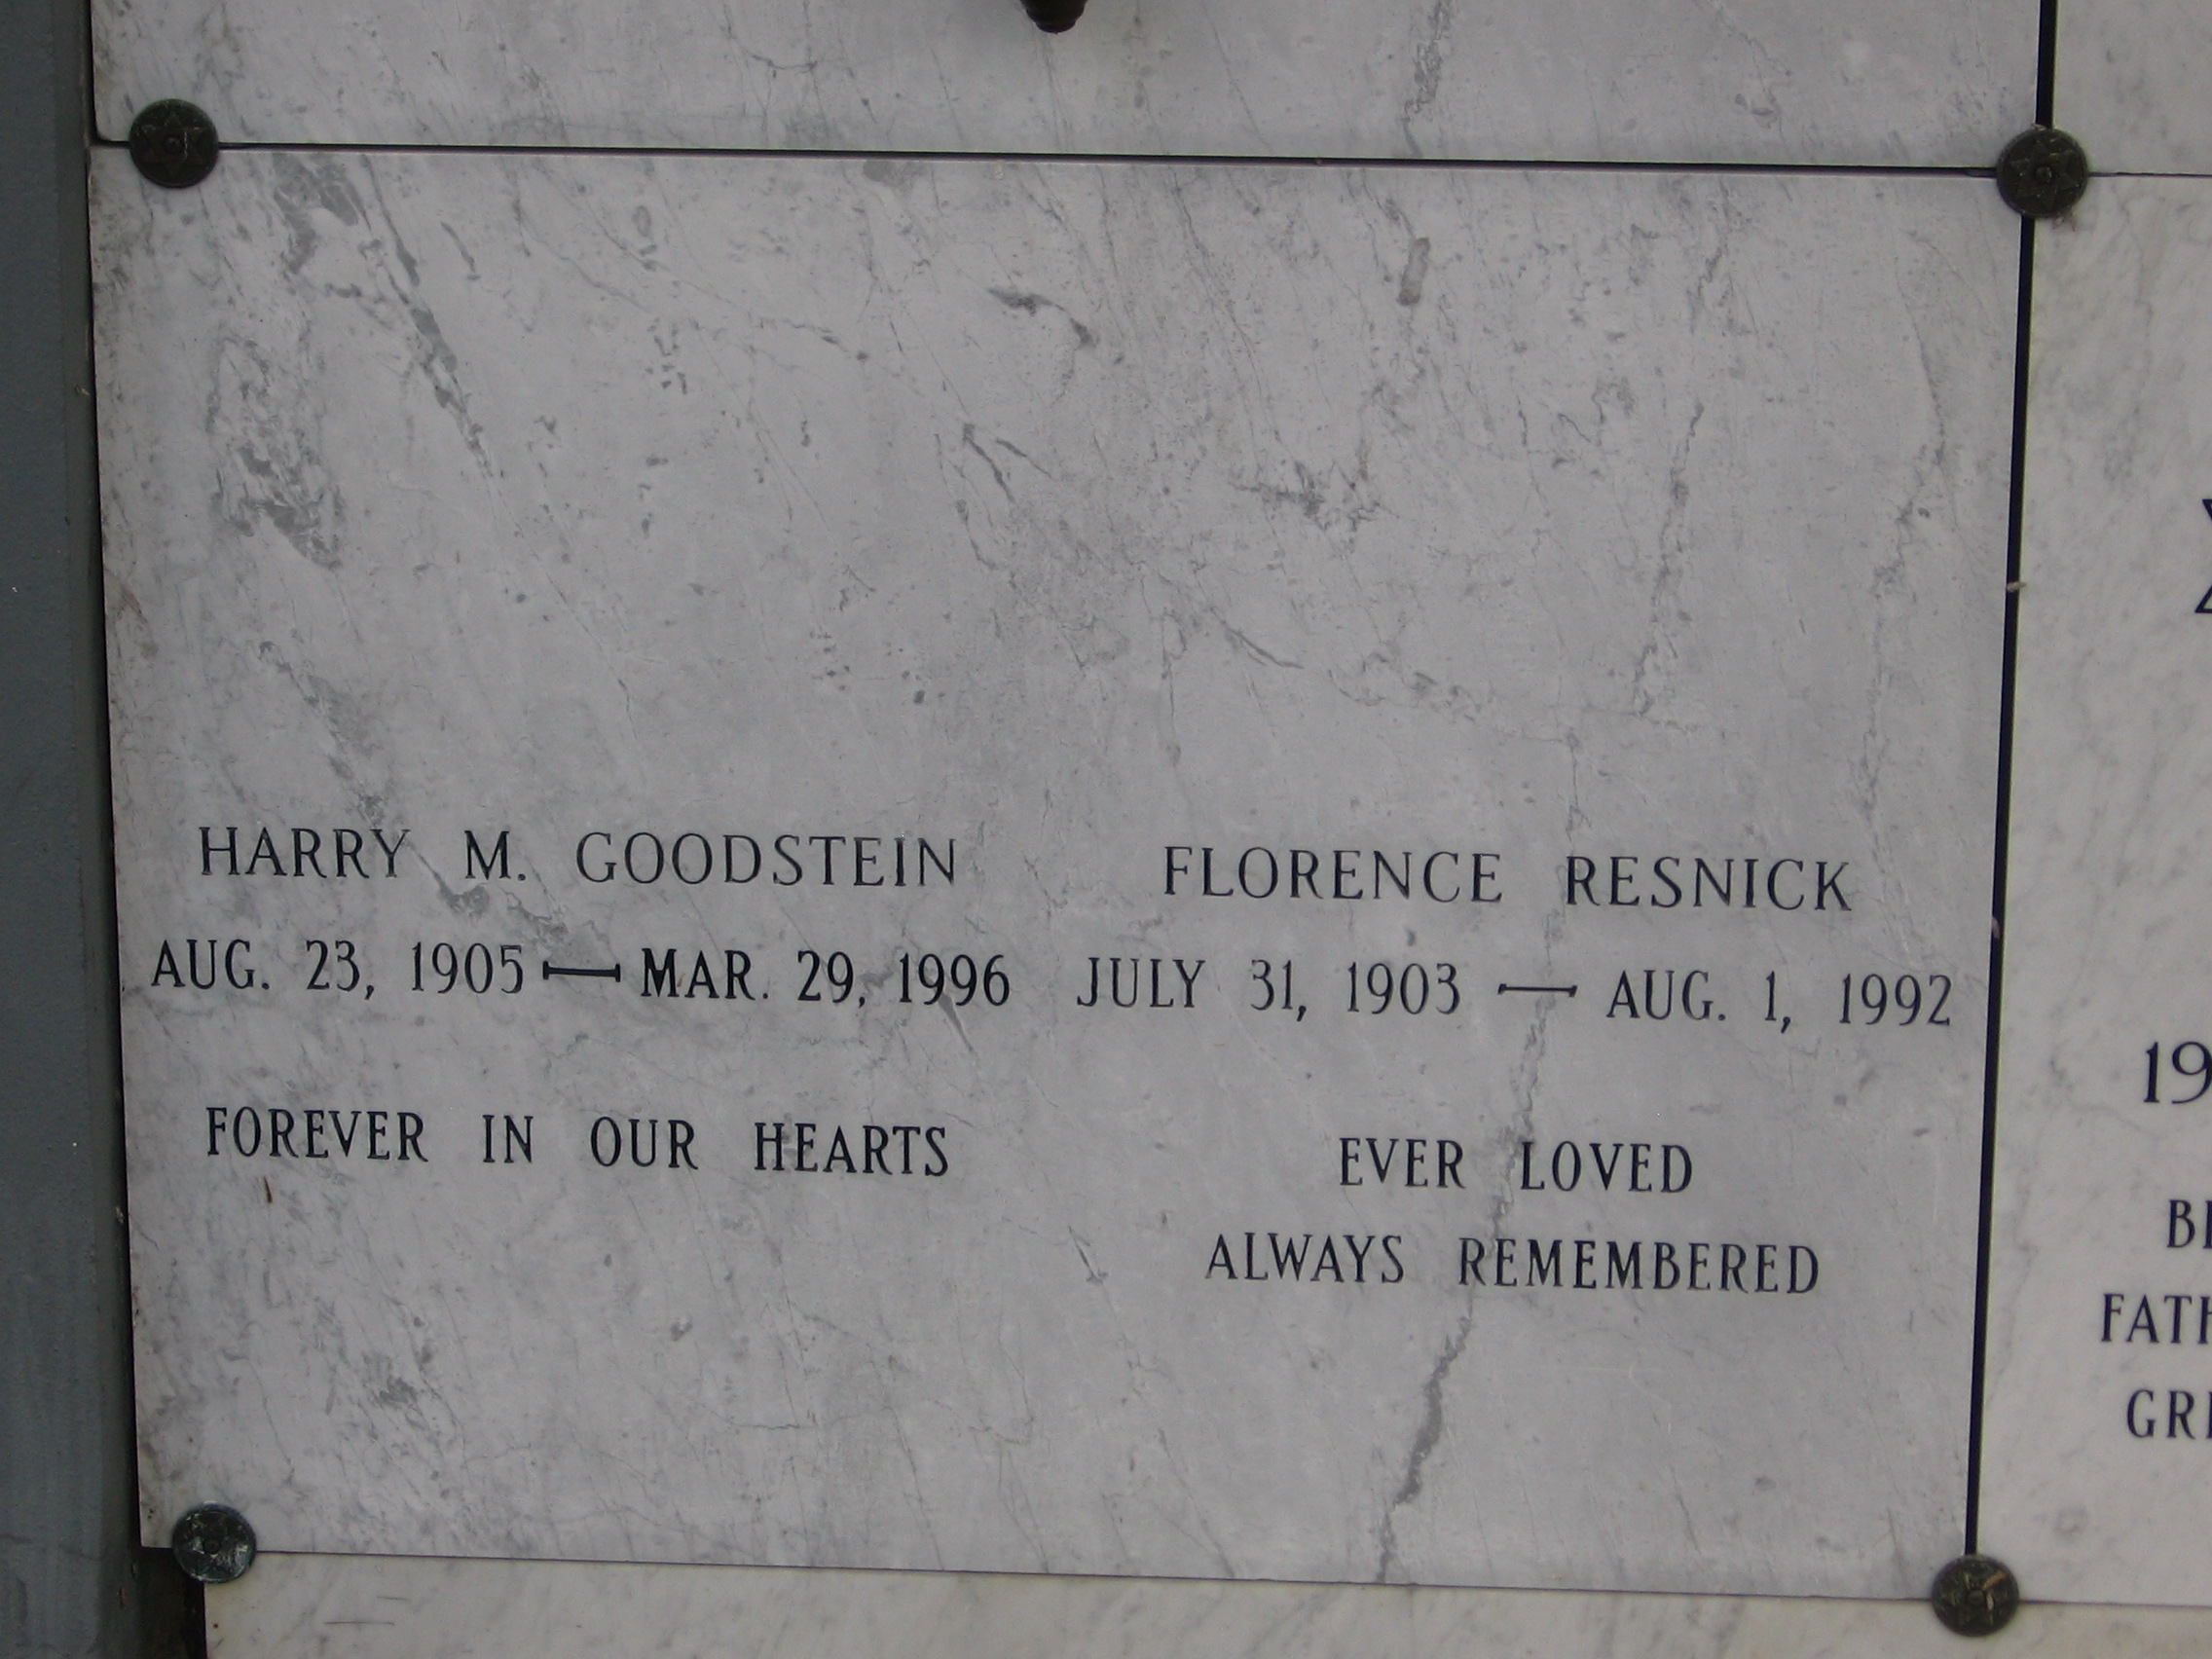 HARRY M. GOODSTEIN
AUG. 23, 1905 — MAR. 29, 1996
FOREVER IN OUR HEARTS
FLORENCE RESNICK
JULY 31, 1903 — AUG. 1, 1992
EVER LOVED
ALWAYS REMEMBERED
19